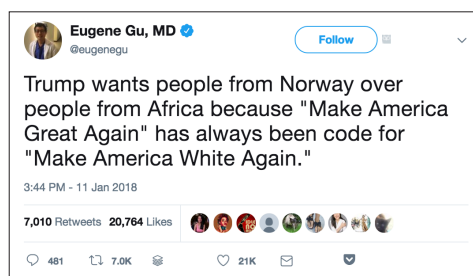 Eugene Gu, MD
Follow
@eugenegu
Trump wants people from Norway over
people from Africa because "Make America
Great Again" has always been code for
"Make America White Again."
3:44 PM - 11 Jan 2018
7,010 Retweets 20,764 Likes
481 7.0K 21K